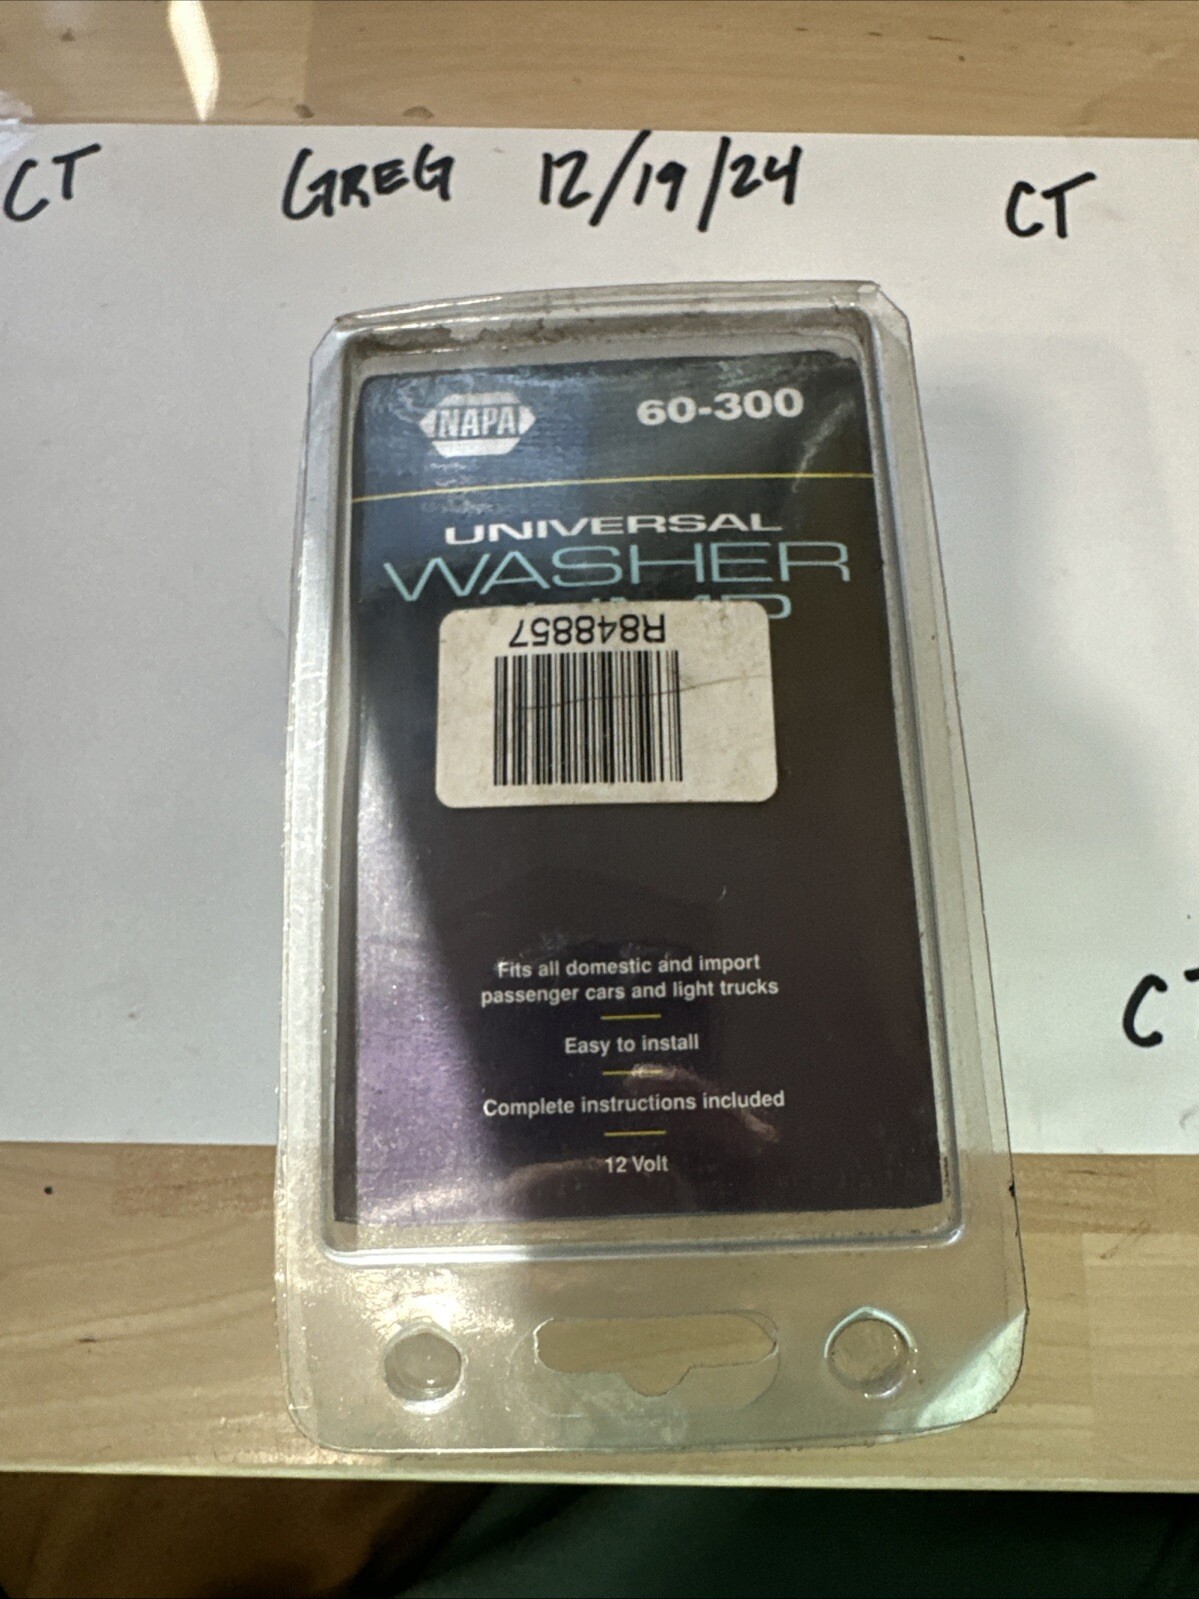 CT GREG 12/19/24 CT
NAPA 60-300
UNIVERSAL
WASHER
R848857
Fits all domestic and import
passenger cars and light trucks
Easy to install
Complete instructions included
12 Volt